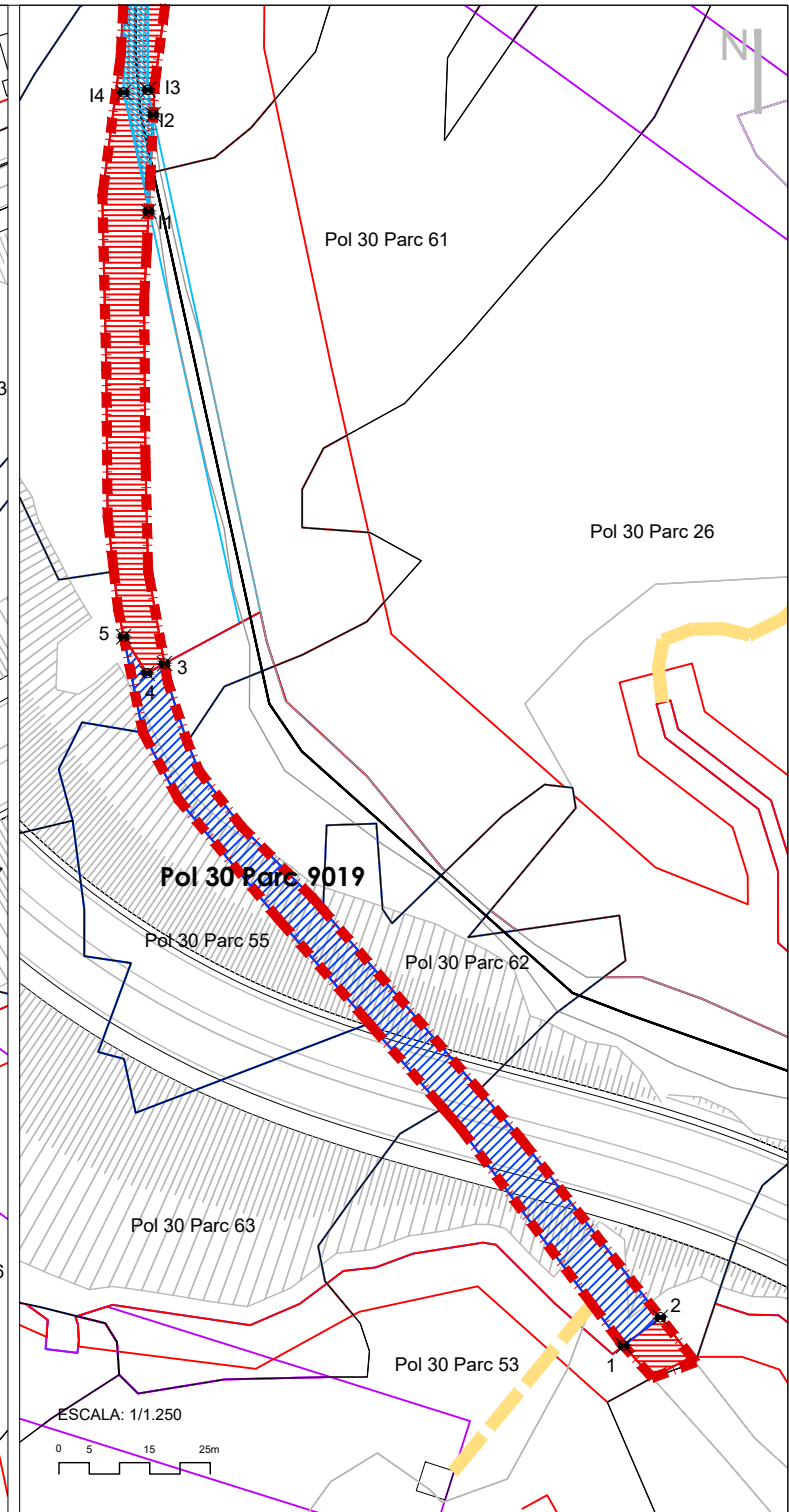 N
I4
I3
I2
I1
Pol 30 Parc 61
3
Pol 30 Parc 26
5
3
4
Pol 30 Parc 9019
Pol 30 Parc 55
Pol 30 Parc 62
Pol 30 Parc 63
6
2
1
Pol 30 Parc 53
ESCALA: 1/1.250
0 5 15 25m